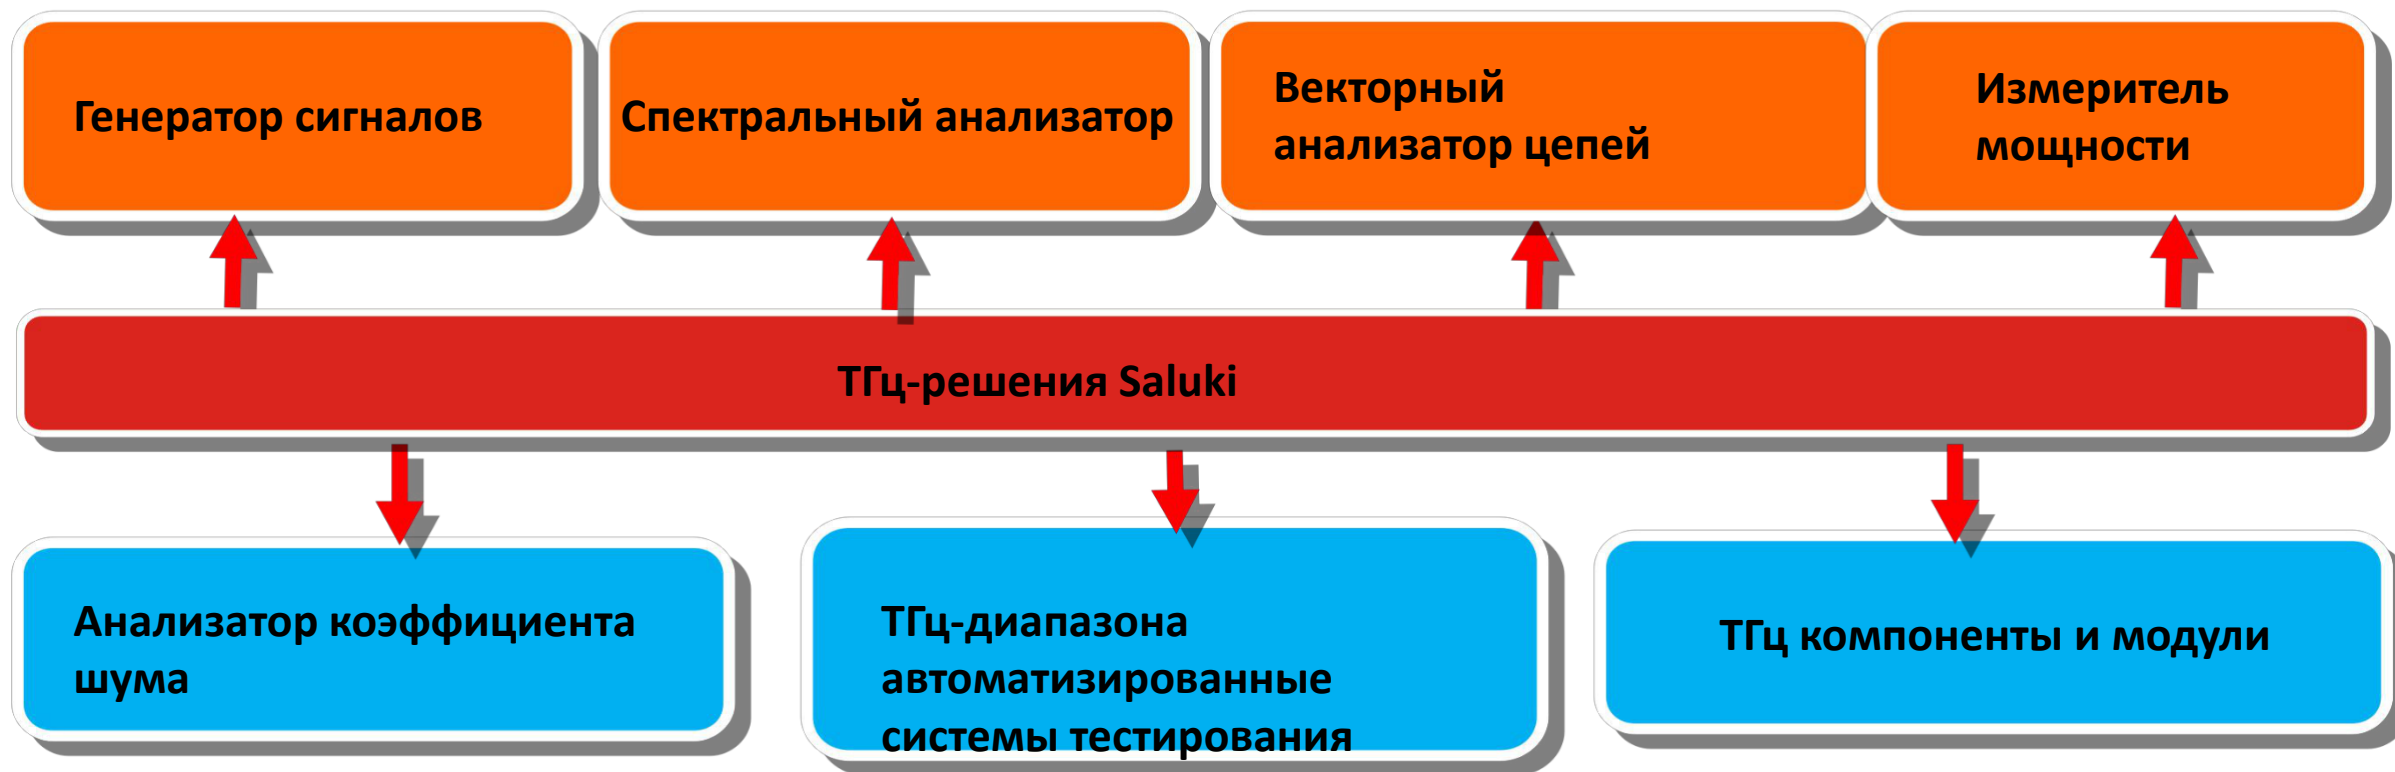 Генератор сигналов
Спектральный анализатор
Векторный
анализатор цепей
Измеритель
мощности
ТГц-решения Saluki
Анализатор коэффициента
шума
ТГц-диапазона
автоматизированные
системы тестирования
ТГц компоненты и модули